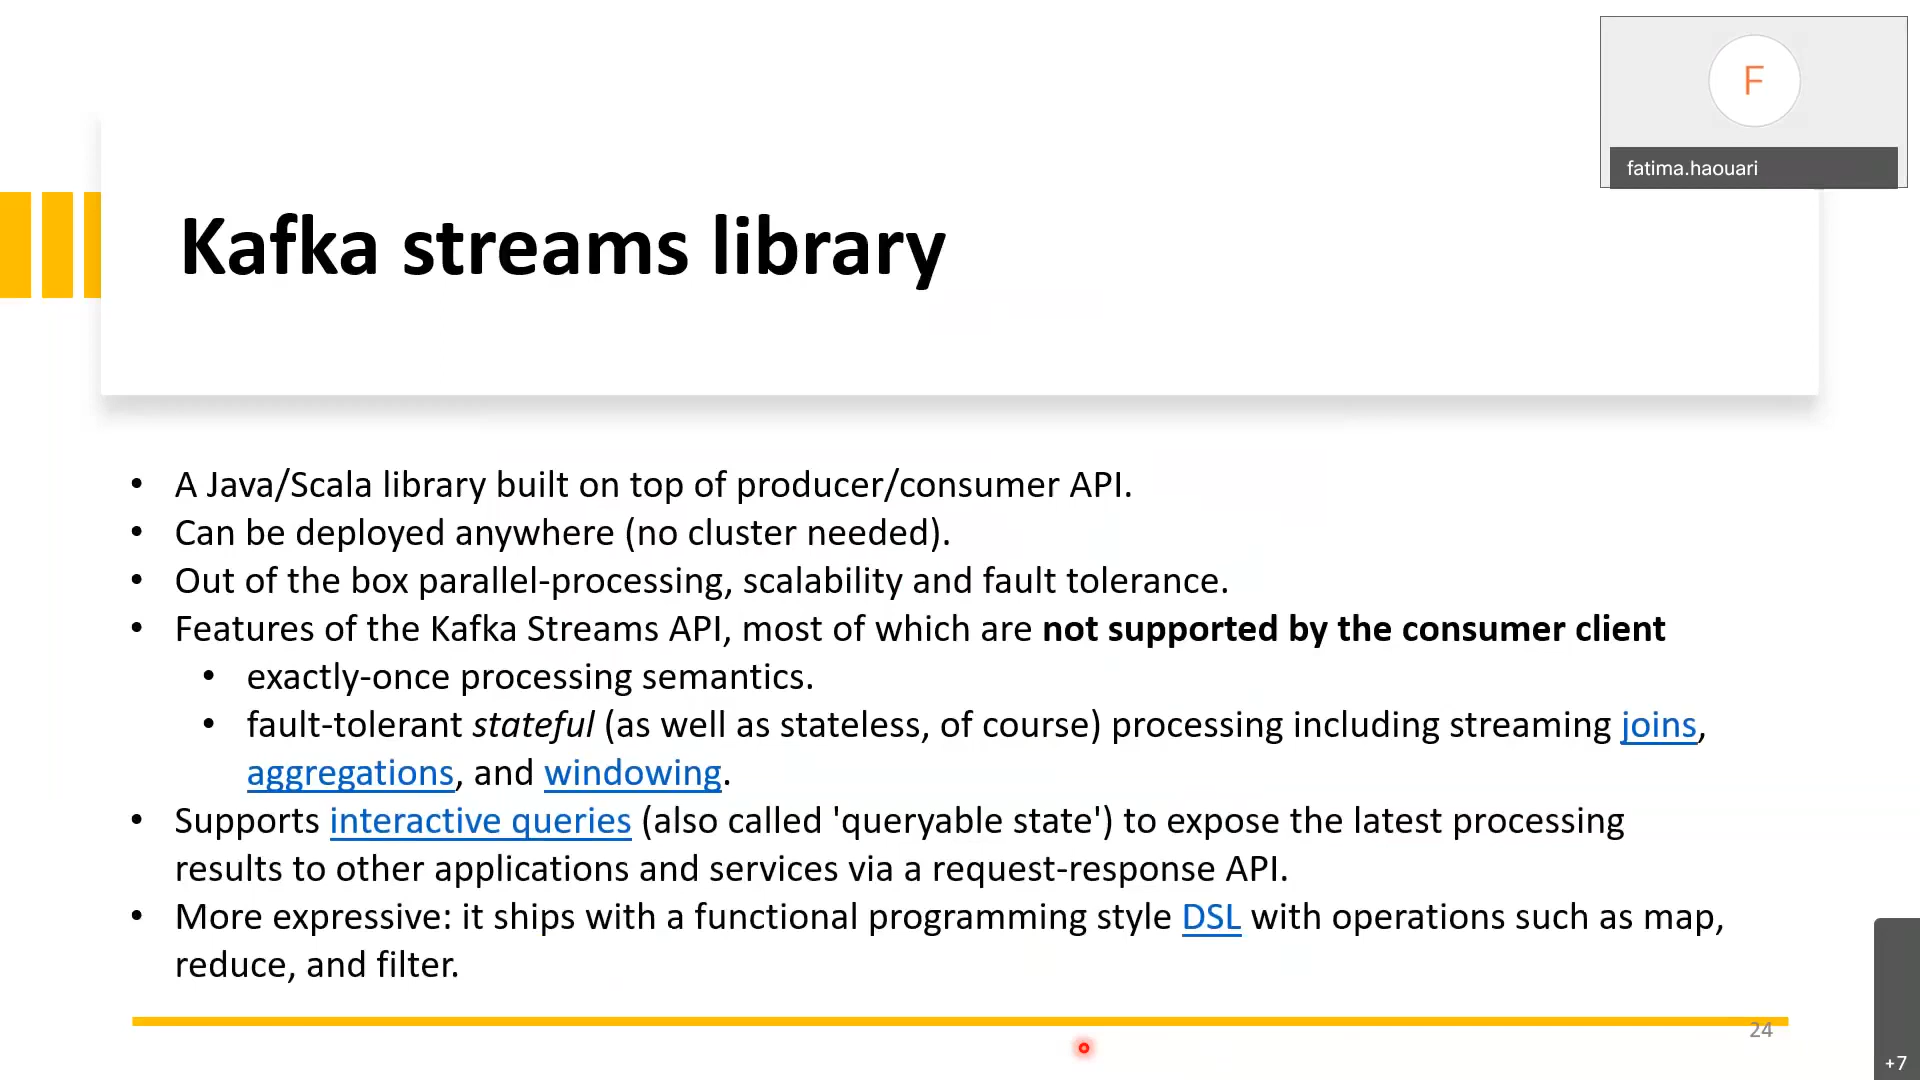 F
fatima.haouari
Kafka streams library
• A Java/Scala library built on top of producer/consumer API.
• Can be deployed anywhere (no cluster needed).
• Out of the box parallel-processing, scalability and fault tolerance.
• Features of the Kafka Streams API, most of which are not supported by the consumer client
• exactly-once processing semantics.
• fault-tolerant stateful (as well as stateless, of course) processing including streaming joins,
aggregations, and windowing.
• Supports interactive queries (also called 'queryable state') to expose the latest processing
results to other applications and services via a request-response API.
• More expressive: it ships with a functional programming style DSL with operations such as map,
reduce, and filter.
24
+7